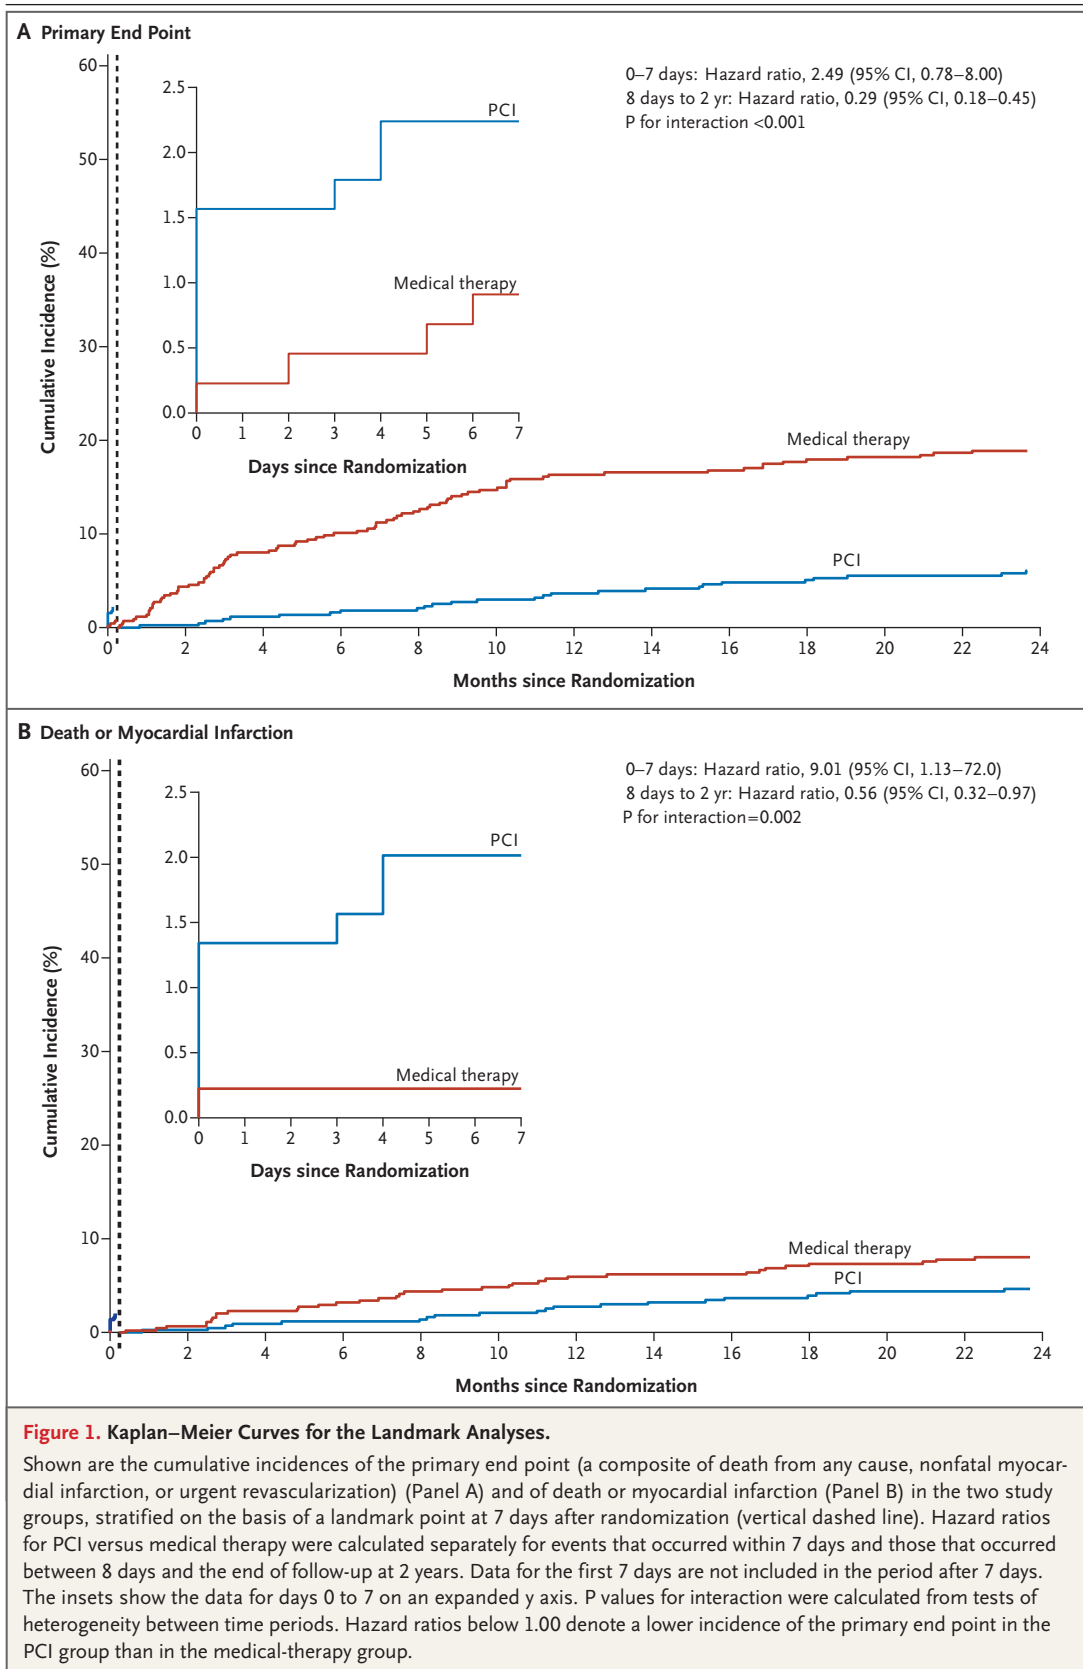 A Primary End Point
0–7 days: Hazard ratio, 2.49 (95% CI, 0.78–8.00)
8 days to 2 yr: Hazard ratio, 0.29 (95% CI, 0.18–0.45)
P for interaction <0.001
Cumulative Incidence (%)
60
50
40
30
20
10
0
2.5
2.0
1.5
1.0
0.5
0.0
PCI
Medical therapy
0 1 2 3 4 5 6 7
Days since Randomization
Medical therapy
PCI
0 2 4 6 8 10 12 14 16 18 20 22 24
Months since Randomization
B Death or Myocardial Infarction
0–7 days: Hazard ratio, 9.01 (95% CI, 1.13–72.0)
8 days to 2 yr: Hazard ratio, 0.56 (95% CI, 0.32–0.97)
P for interaction=0.002
Cumulative Incidence (%)
60
50
40
30
20
10
0
2.5
2.0
1.5
1.0
0.5
0.0
PCI
Medical therapy
0 1 2 3 4 5 6 7
Days since Randomization
Medical therapy
PCI
0 2 4 6 8 10 12 14 16 18 20 22 24
Months since Randomization
Figure 1. Kaplan–Meier Curves for the Landmark Analyses.
Shown are the cumulative incidences of the primary end point (a composite of death from any cause, nonfatal myocar-
dial infarction, or urgent revascularization) (Panel A) and of death or myocardial infarction (Panel B) in the two study
groups, stratified on the basis of a landmark point at 7 days after randomization (vertical dashed line). Hazard ratios
for PCI versus medical therapy were calculated separately for events that occurred within 7 days and those that occurred
between 8 days and the end of follow-up at 2 years. Data for the first 7 days are not included in the period after 7 days.
The insets show the data for days 0 to 7 on an expanded y axis. P values for interaction were calculated from tests of
heterogeneity between time periods. Hazard ratios below 1.00 denote a lower incidence of the primary end point in the
PCI group than in the medical-therapy group.